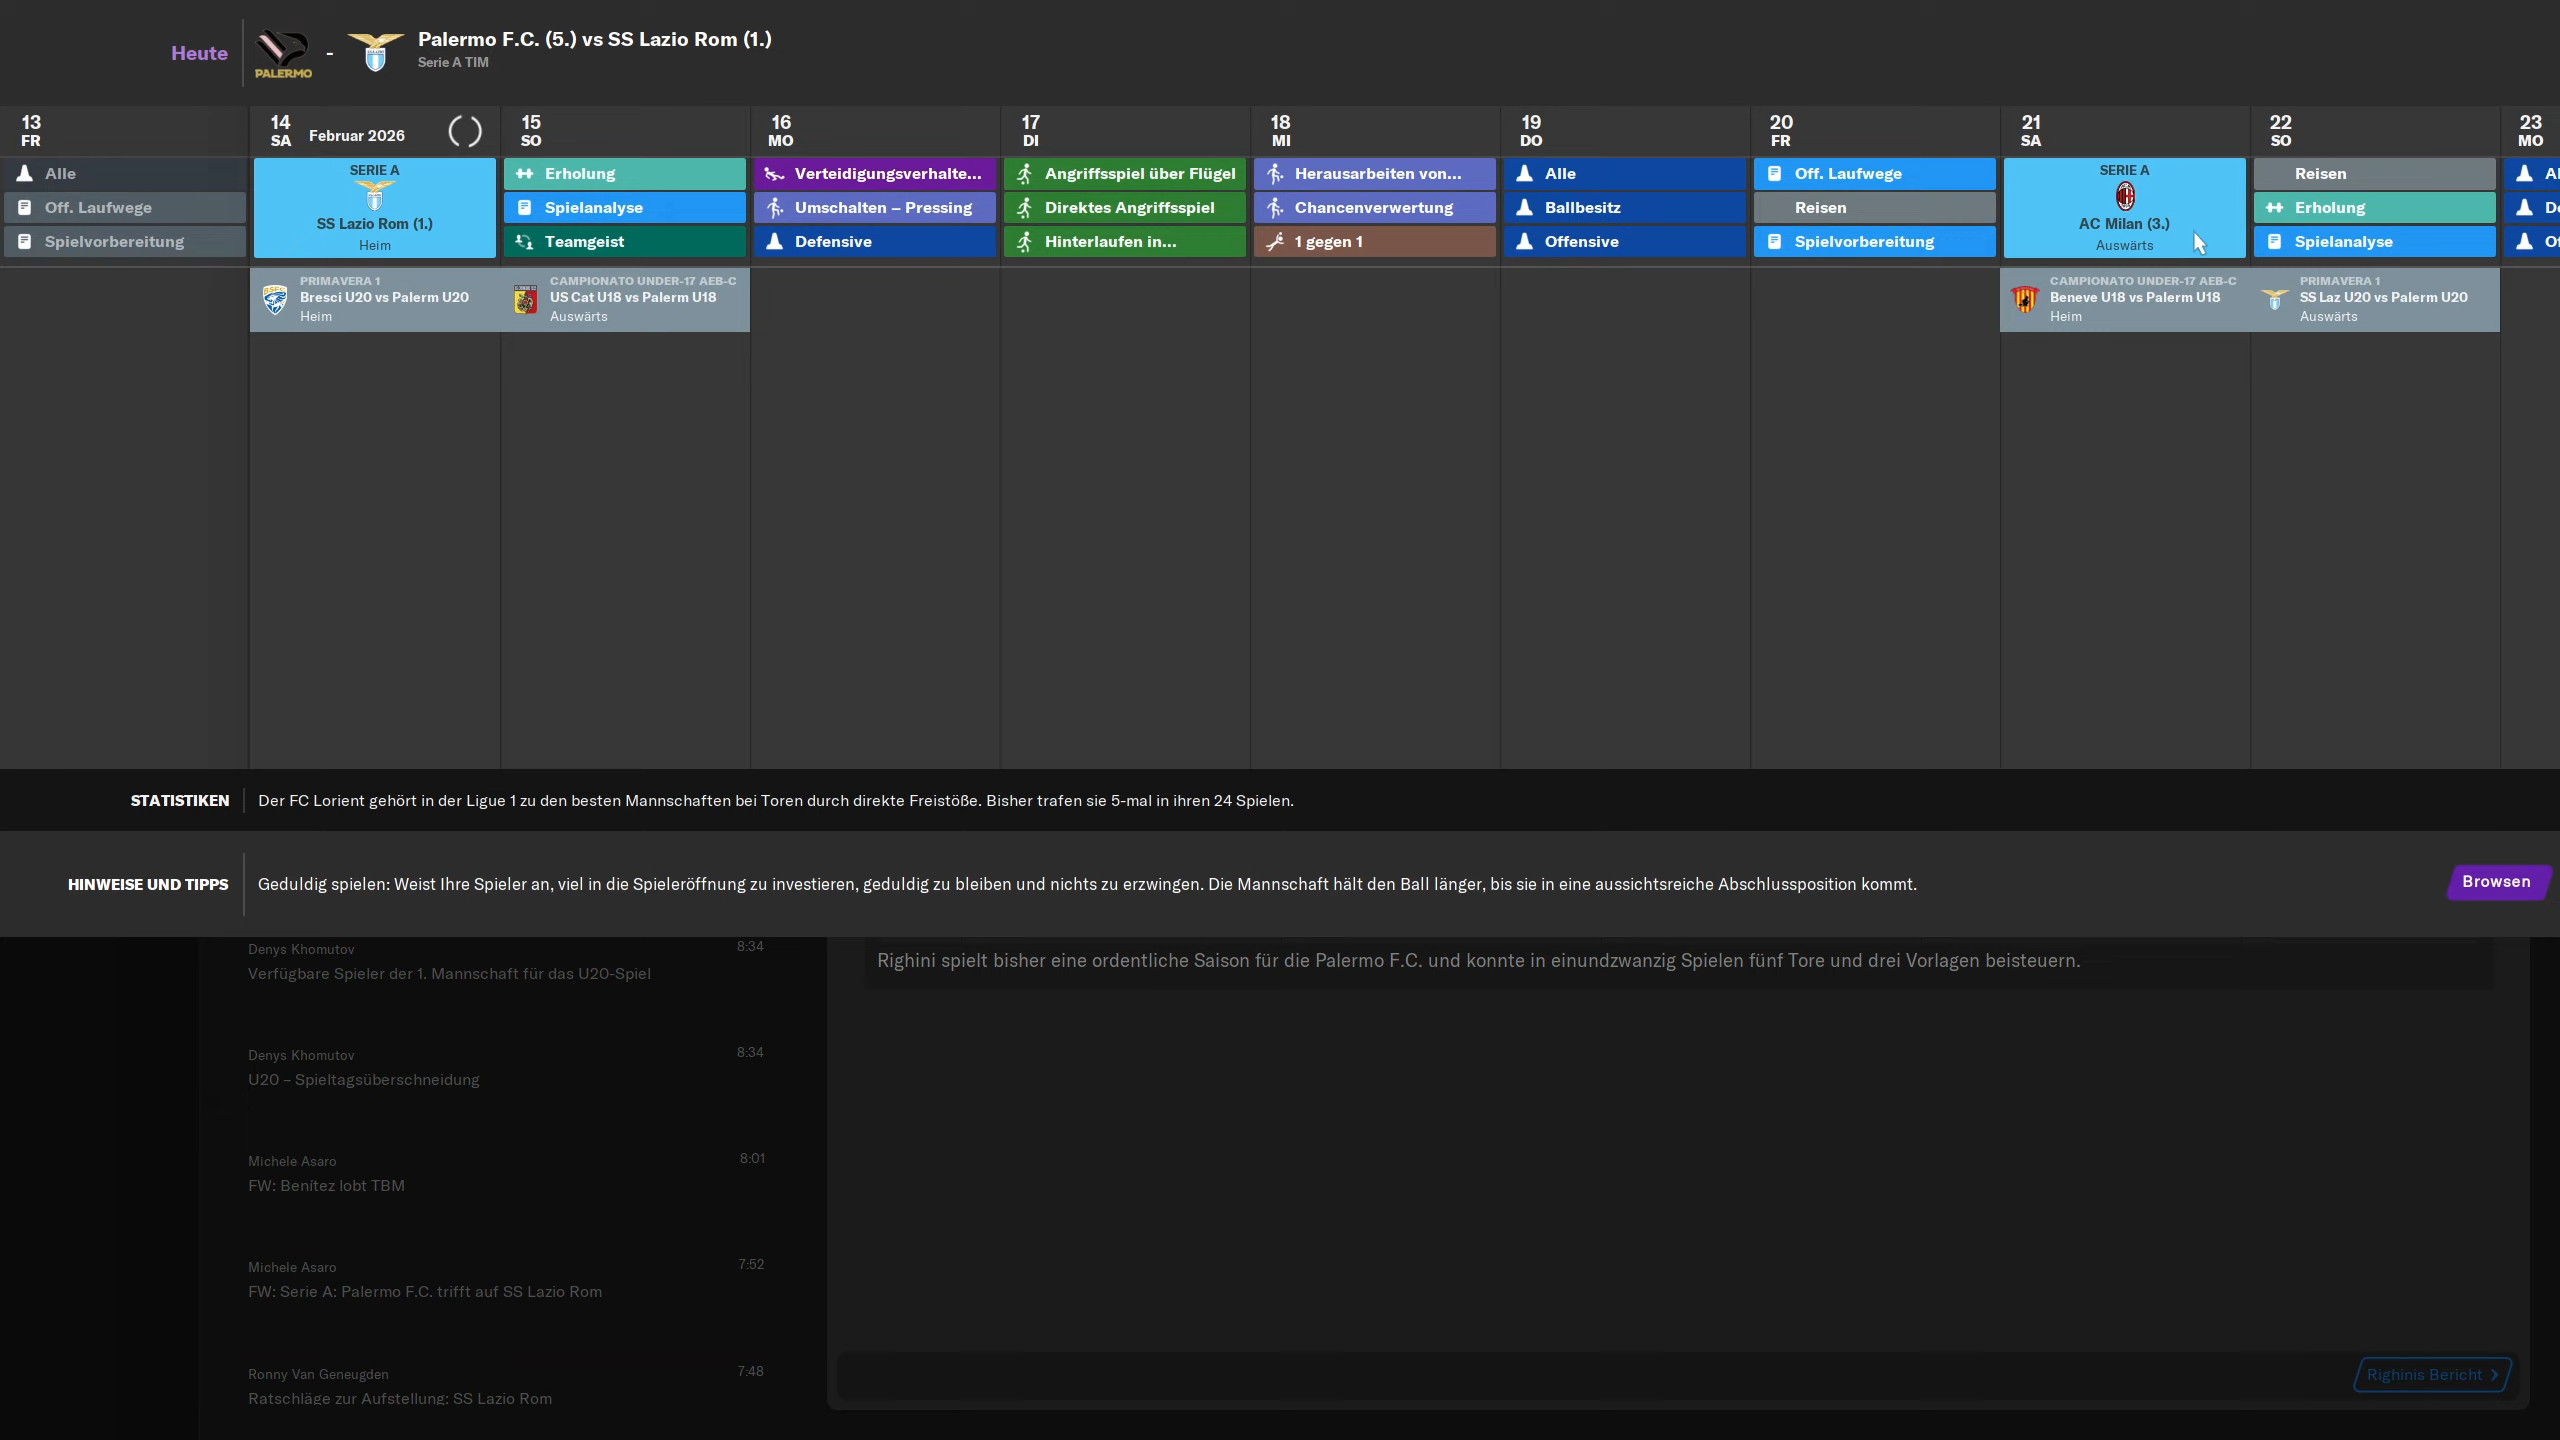 Heute
PALERMO
-
Palermo F.C. (5.) vs SS Lazio Rom (1.)
Serie A TIM
13
FR
Alle
Off. Laufwege
Spielvorbereitung
14
SA
Februar 2026
SERIE A
SS Lazio Rom (1.)
Heim
PRIMAVERA 1
Bresci U20 vs Palerm U20
Heim
15
SO
Erholung
Spielanalyse
Teamgeist
CAMPIONATO UNDER-17 AEB-C
US Cat U18 vs Palerm U18
Auswärts
16
MO
Verteidigungsverhalte...
Umschalten – Pressing
Defensive
17
DI
Angriffsspiel über Flügel
Direktes Angriffsspiel
Hinterlaufen in...
18
MI
Herausarbeiten von...
Chancenverwertung
1 gegen 1
19
DO
Alle
Ballbesitz
Offensive
20
FR
Off. Laufwege
Reisen
Spielvorbereitung
21
SA
SERIE A
AC Milan (3.)
Auswärts
CAMPIONATO UNDER-17 AEB-C
Beneve U18 vs Palerm U18
Heim
22
SO
Reisen
Erholung
Spielanalyse
PRIMAVERA 1
SS Laz U20 vs Palerm U20
Auswärts
23
MO
STATISTIKEN
Der FC Lorient gehört in der Ligue 1 zu den besten Mannschaften bei Toren durch direkte Freistöße. Bisher trafen sie 5-mal in ihren 24 Spielen.
HINWEISE UND TIPPS
Geduldig spielen: Weist Ihre Spieler an, viel in die Spieleröffnung zu investieren, geduldig zu bleiben und nichts zu erzwingen. Die Mannschaft hält den Ball länger, bis sie in eine aussichtsreiche Abschlussposition kommt.
Browsen
Denys Khomutov 8:34
Verfügbare Spieler der 1. Mannschaft für das U20-Spiel
Denys Khomutov 8:34
U20 – Spieltagsüberschneidung
Michele Asaro 8:01
FW: Benítez lobt TBM
Michele Asaro 7:52
FW: Serie A: Palermo F.C. trifft auf SS Lazio Rom
Ronny Van Geneugden 7:48
Ratschläge zur Aufstellung: SS Lazio Rom
Righini spielt bisher eine ordentliche Saison für die Palermo F.C. und konnte in einundzwanzig Spielen fünf Tore und drei Vorlagen beisteuern.
Righinis Bericht